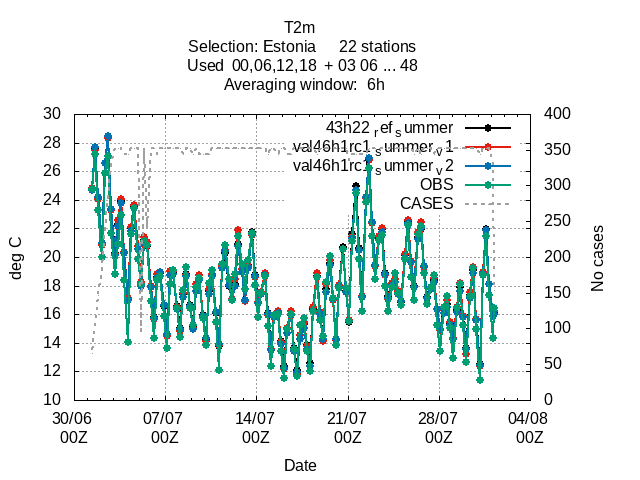 T2m
Selection: Estonia 22 stations
Used 00,06,12,18 + 03 06 ... 48
Averaging window: 6h
30 400
43h22refsummer
28 350
val46h1rc1summerv1
26 300
val46h1rc1summerv2
OBS
24 250
CASES
22
20 200
18 150
16
14 100
12 50
10 0
deg C
No cases
30/06 07/07 14/07 21/07 28/07 04/08
00Z 00Z 00Z 00Z 00Z 00Z
Date